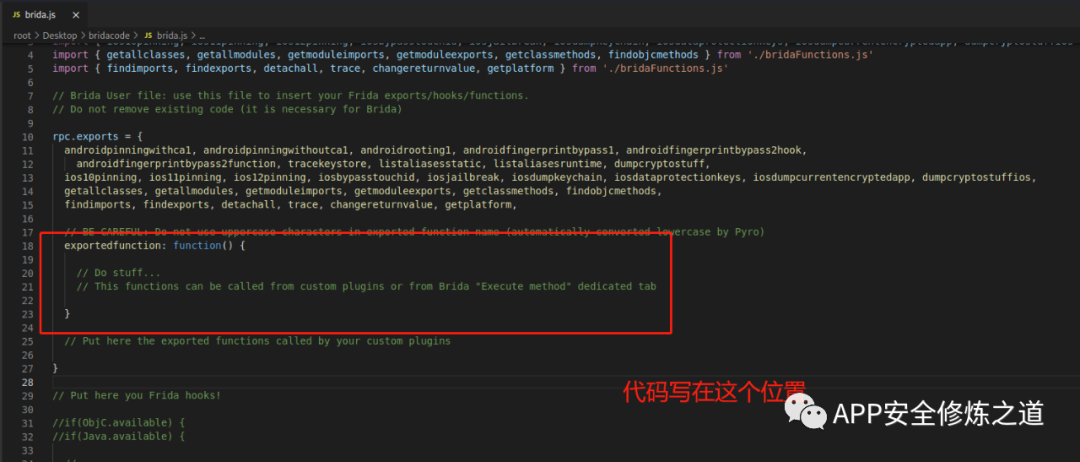 JS brida.js ×
root > Desktop > bridacode > JS brida.js > ...
4 import { getallclasses, getallmodules, getmoduleimports, getmoduleexports, getclassmethods, findobjcmethods } from './bridaFunctions.js'
5 import { findimports, findexports, detachall, trace, changereturnvalue, getplatform } from './bridaFunctions.js'
6
7 // Brida User file: use this file to insert your Frida exports/hooks/functions.
8 // Do not remove existing code (it is necessary for Brida)
9
10 rpc.exports = {
11 androidpinningwithca1, androidpinningwithoutca1, androidrooting1, androidfingerprintbypass1, androidfingerprintbypass2hook,
12 androidfingerprintbypass2function, tracekeystore, listaliasesstatic, listaliasesruntime, dumpcryptostuff,
13 ios10pinning, ios11pinning, ios12pinning, iosbypasstouchid, iosjailbreak, iosdumpkeychain, iosdataprotectionkeys, iosdumpcurrentencryptedapp, dumpcryptostuffios,
14 getallclasses, getallmodules, getmoduleimports, getmoduleexports, getclassmethods, findobjcmethods,
15 findimports, findexports, detachall, trace, changereturnvalue, getplatform,
16
17 // BE CAREFUL: Do not use uppercase characters in exported function name (automatically converted lowercase by Pyro)
18 exportedfunction: function() {
19
20 // Do stuff...
21 // This functions can be called from custom plugins or from Brida "Execute method" dedicated tab
22
23 }
24
25 // Put here the exported functions called by your custom plugins
26
27 }
28
29 // Put here you Frida hooks!
30
31 //if(ObjC.available) {
32 //if(Java.available) {
33
代码写在这个位置
APP安全修炼之道